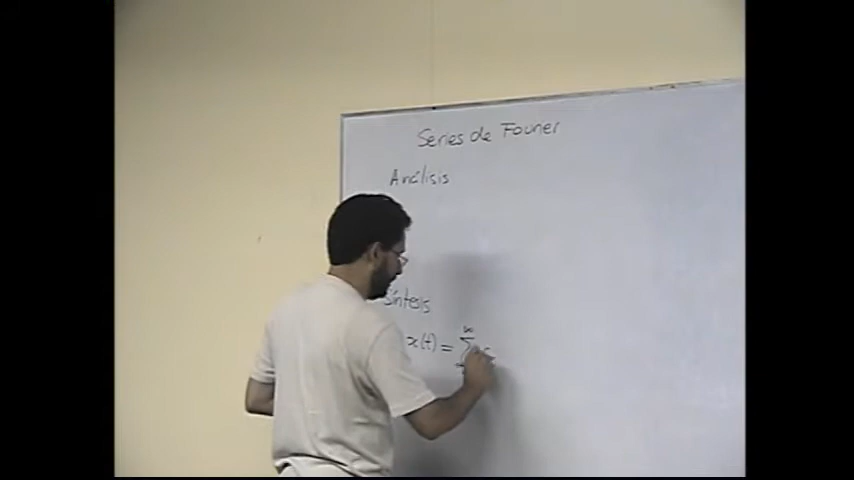 Series de Fourier
Análisis
Síntesis
x(t) = ∑ ∞